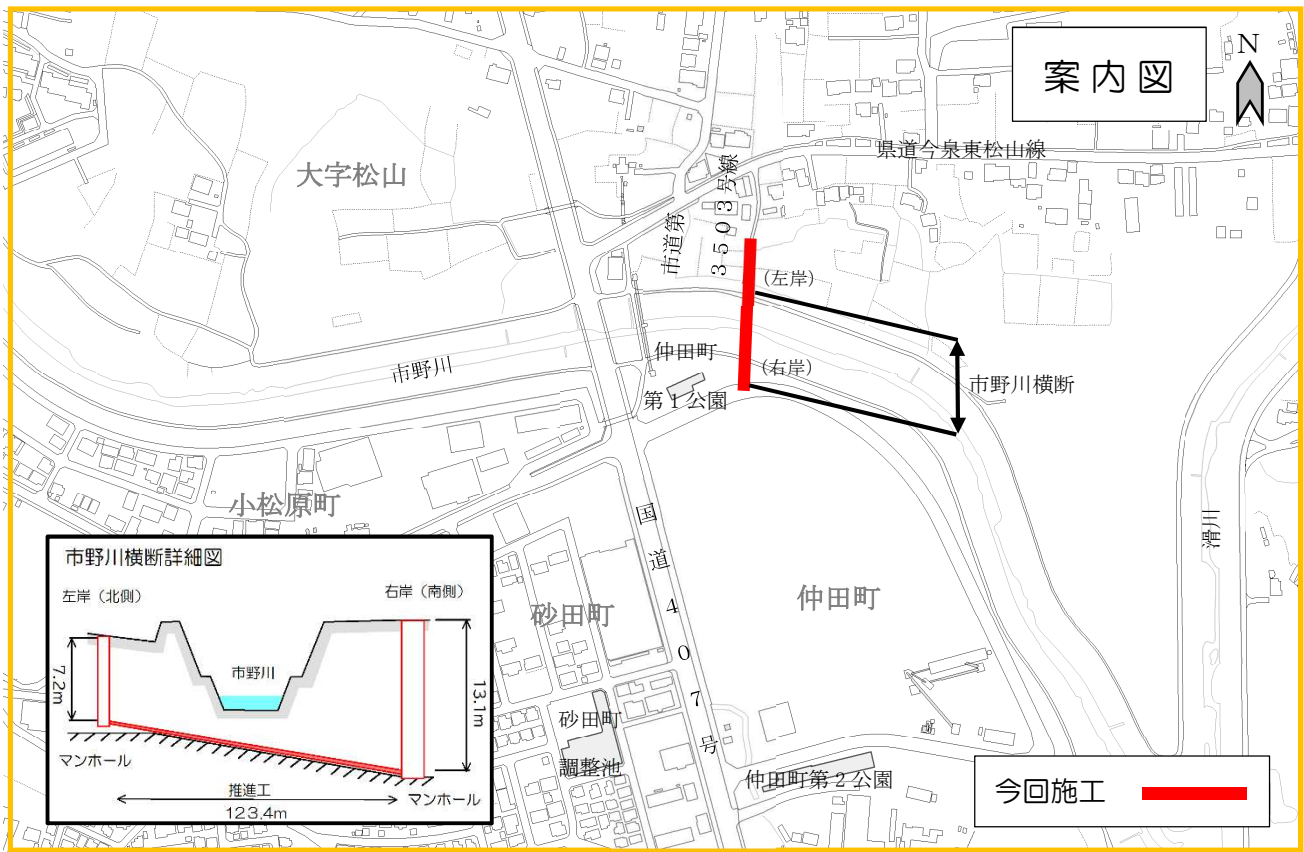 案内図
N
県道今泉東松山線
大字松山
市道第
3503号線
(左岸)
市野川
仲田町
第1公園
(右岸)
市野川横断
小松原町
国道407号
滑川
砂田町
仲田町
砂田町
調整池
仲田町第2公園
市野川横断詳細図
左岸（北側）
右岸（南側）
市野川
7.2m
13.1m
マンホール
推進工
マンホール
123.4m
今回施工